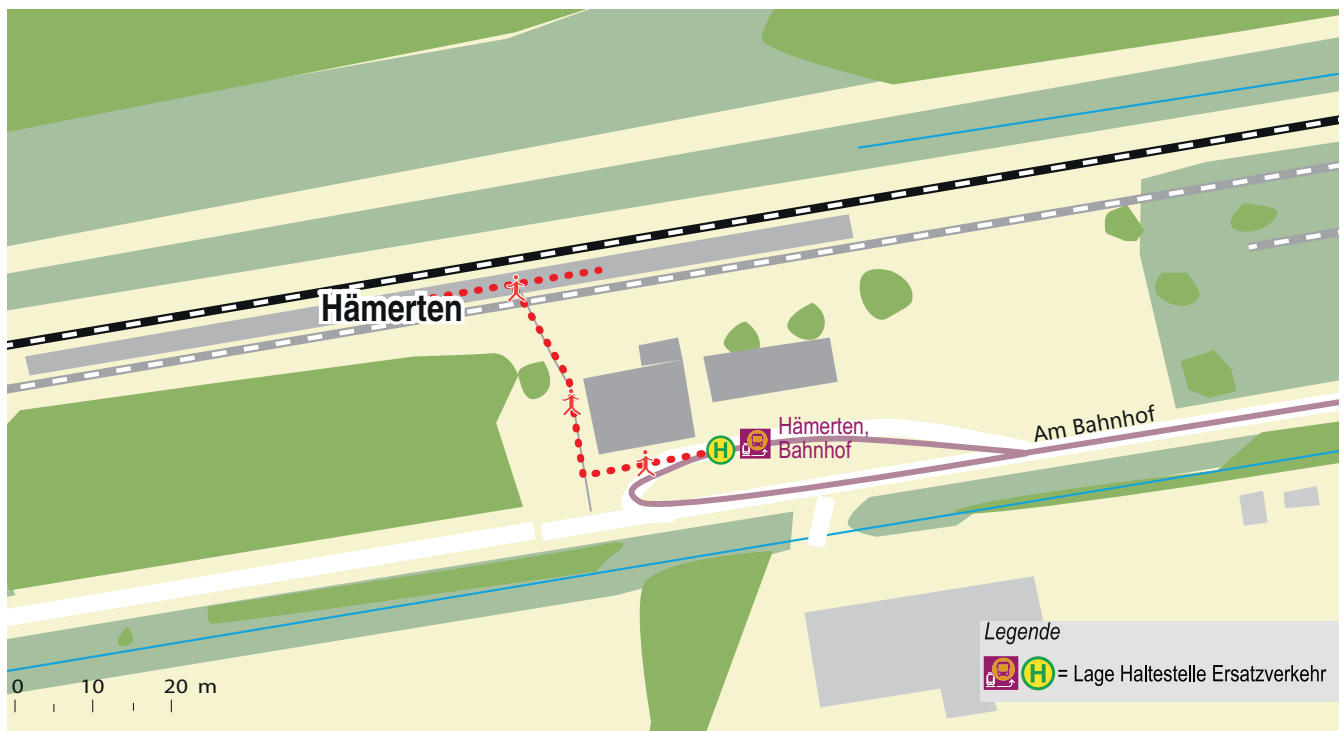 Hämerten
Hämerten,
Bahnhof
H
Am Bahnhof
Legende
H = Lage Haltestelle Ersatzverkehr
0 10 20 m